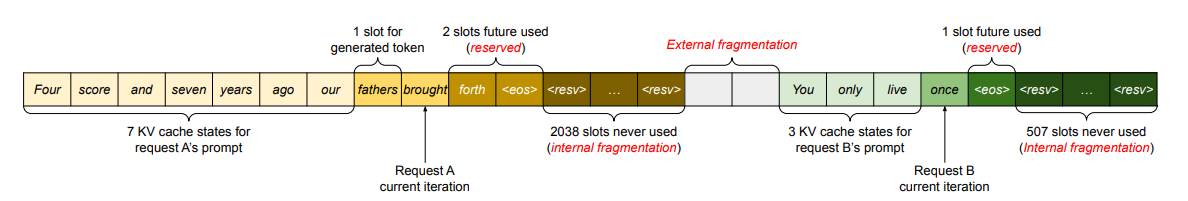 1 slot for
generated token
2 slots future used
(reserved)
External fragmentation
1 slot future used
(reserved)
Four score and seven years ago our fathers brought forth <eos> <resv> ... <resv> You only live once <eos> <resv> ... <resv>
7 KV cache states for
request A's prompt
2038 slots never used
(internal fragmentation)
3 KV cache states for
request B's prompt
507 slots never used
(Internal fragmentation)
Request A
current iteration
Request B
current iteration